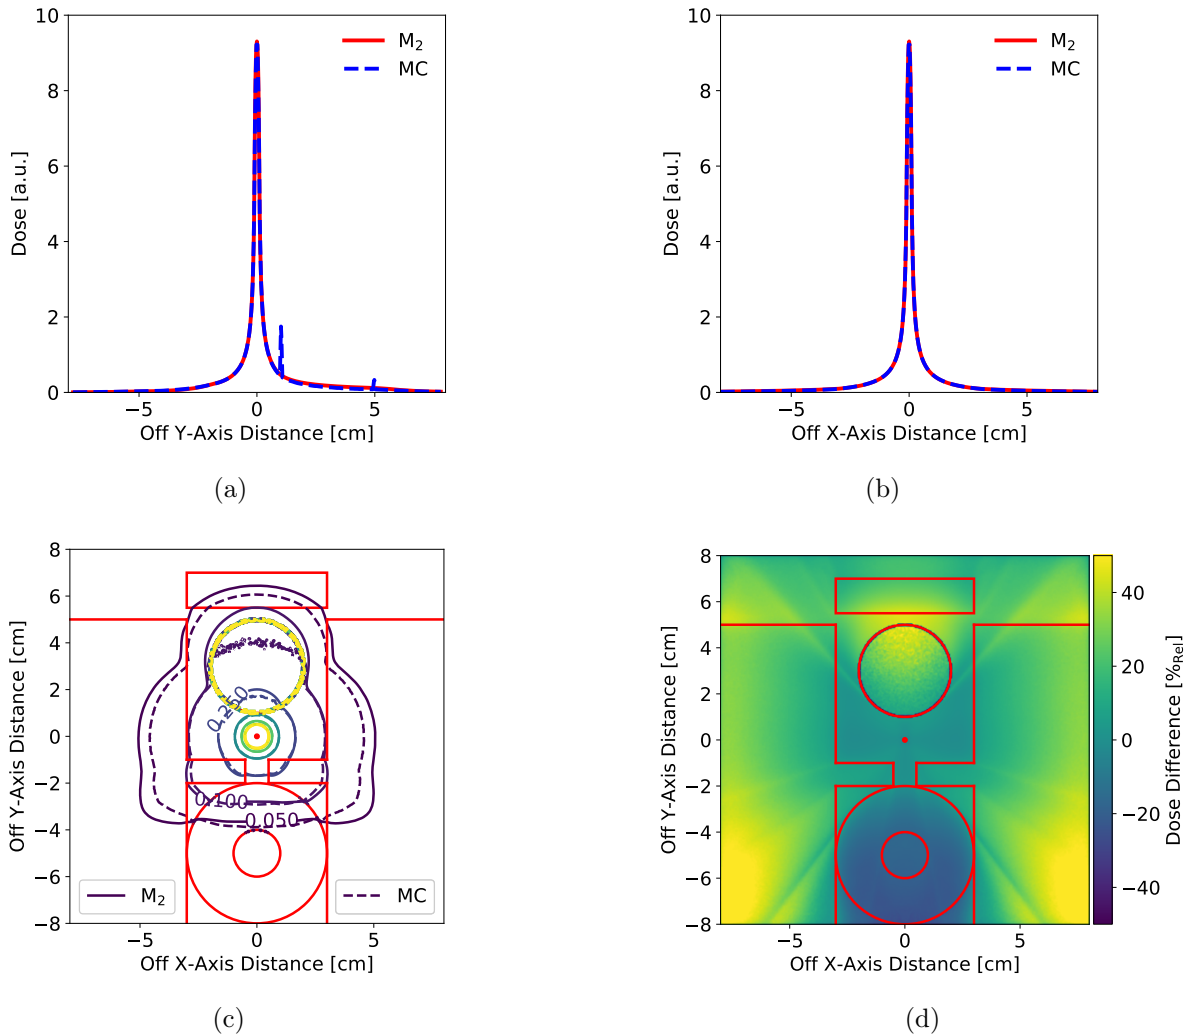 10
8
6
4
2
0
−5
0
5
Dose [a.u.]
Off Y-Axis Distance [cm]
M₂
MC
(a)
10
8
6
4
2
0
−5
0
5
Dose [a.u.]
Off X-Axis Distance [cm]
M₂
MC
(b)
8
6
4
2
0
−2
−4
−6
−8
−5
0
5
Off Y-Axis Distance [cm]
Off X-Axis Distance [cm]
0.250
0.100
0.050
M₂
MC
(c)
8
6
4
2
0
−2
−4
−6
−8
−5
0
5
Off Y-Axis Distance [cm]
Off X-Axis Distance [cm]
40
20
0
−20
−40
Dose Difference [%Rel]
(d)